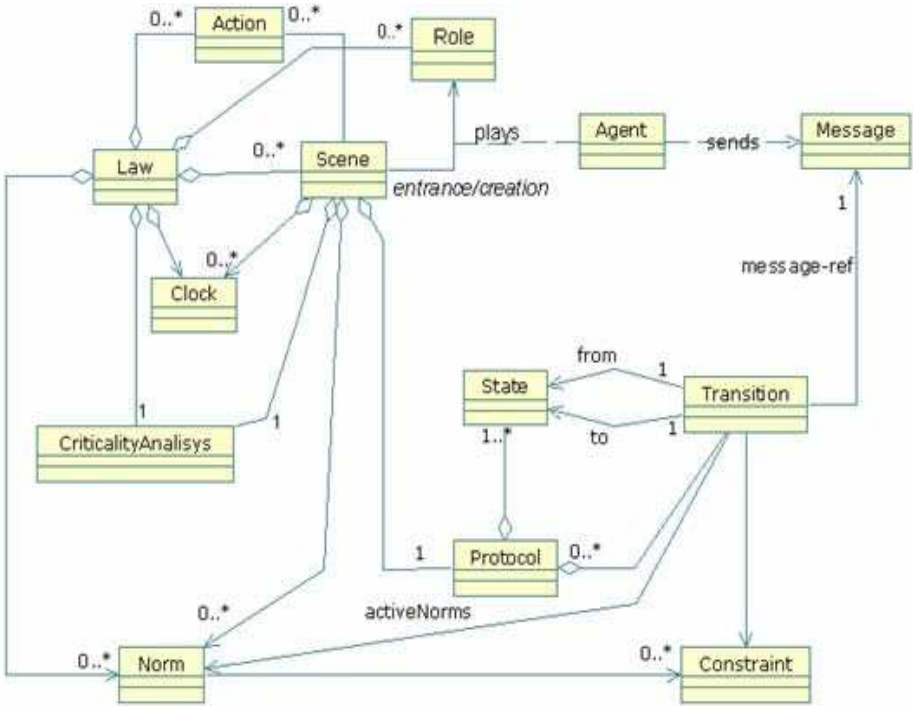 0..*
Action
0..*
0..*
Role
plays
Agent
sends
Message
Law
0..*
Scene
entrance/creation
1
0..*
Clock
message-ref
from
State
1
Transition
1
1
CriticalityAnalisys
1..*
to
1
1
Protocol
0..*
0..*
activeNorms
0..*
Norm
0..*
Constraint